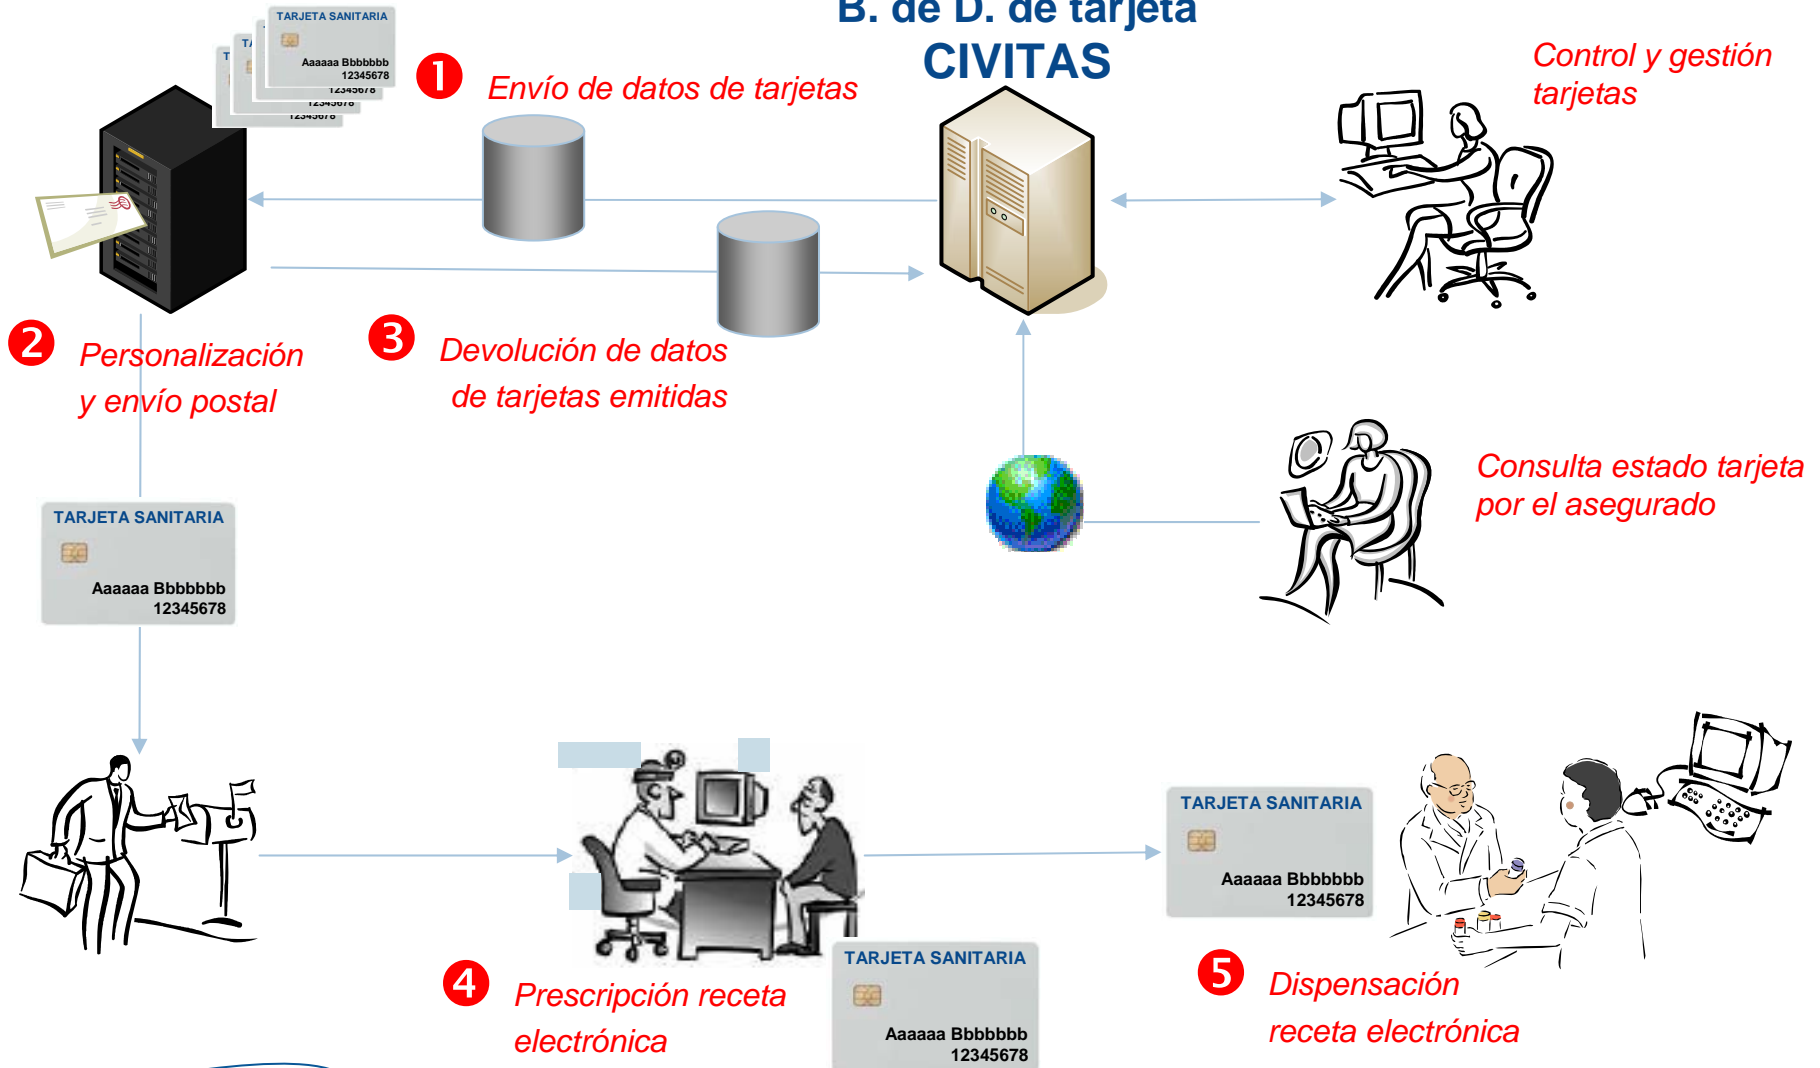 B. de D. de tarjeta
CIVITAS
TARJETA SANITARIA
Aaaaaa Bbbbbbb
12345678
12345678
12345678
12345678
1
Envío de datos de tarjetas
Control y gestión
tarjetas
2
Personalización
y envío postal
3
Devolución de datos
de tarjetas emitidas
Consulta estado tarjeta
por el asegurado
TARJETA SANITARIA
Aaaaaa Bbbbbbb
12345678
TARJETA SANITARIA
Aaaaaa Bbbbbbb
12345678
4
Prescripción receta
electrónica
TARJETA SANITARIA
Aaaaaa Bbbbbbb
12345678
5
Dispensación
receta electrónica